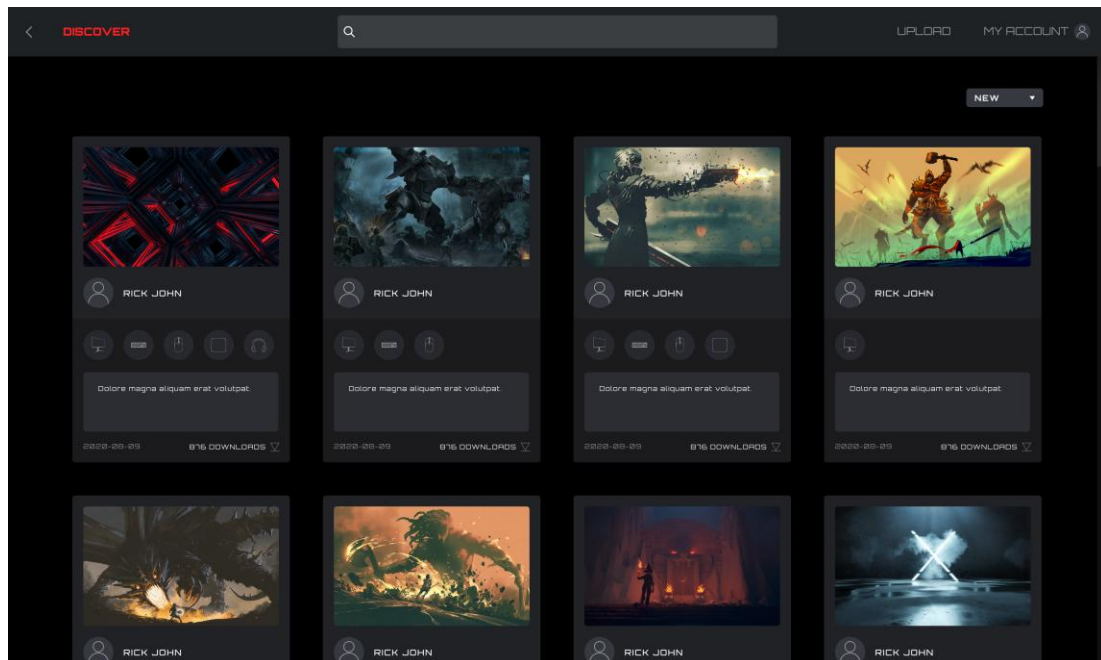 DISCOVER
UPLOAD
MY ACCOUNT
NEW
RICK JOHN
RICK JOHN
RICK JOHN
RICK JOHN
Dolore magna aliquam erat volutpat.
Dolore magna aliquam erat volutpat.
Dolore magna aliquam erat volutpat.
Dolore magna aliquam erat volutpat.
2020-08-09
876 DOWNLOADS
2020-08-09
876 DOWNLOADS
2020-08-09
876 DOWNLOADS
2020-08-09
876 DOWNLOADS
RICK JOHN
RICK JOHN
RICK JOHN
RICK JOHN